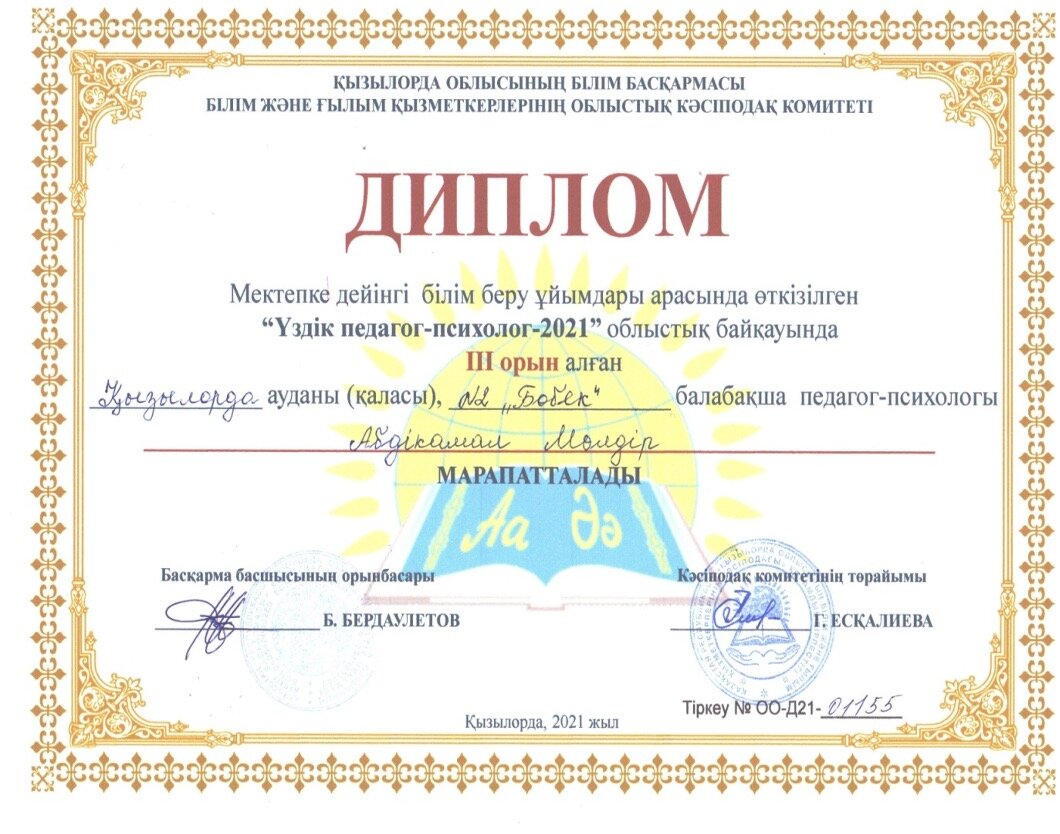 ҚЫЗЫЛОРДА ОБЛЫСЫНЫҢ БІЛІМ БАСҚАРМАСЫ
БІЛІМ ЖӘНЕ ҒЫЛЫМ ҚЫЗМЕТКЕРЛЕРІНІҢ ОБЛЫСТЫҚ КӘСІПОДАҚ КОМИТЕТІ
ДИПЛОМ
Мектепке дейінгі білім беру ұйымдары арасында өткізілген
“Үздік педагог-психолог-2021” облыстық байқауында
III орын алған
Қызылорда ауданы (қаласы), №2 „Бөбек“ балабақша педагог-психологы
Абдікамал Мөлдір
МАРАПАТТАЛАДЫ
Аа Әә
Басқарма басшысының орынбасары
Б. БЕРДАУЛЕТОВ
Кәсіподақ комитетінің төрайымы
Г. ЕСҚАЛИЕВА
Тіркеу № ОО-Д21-01155
Қызылорда, 2021 жыл